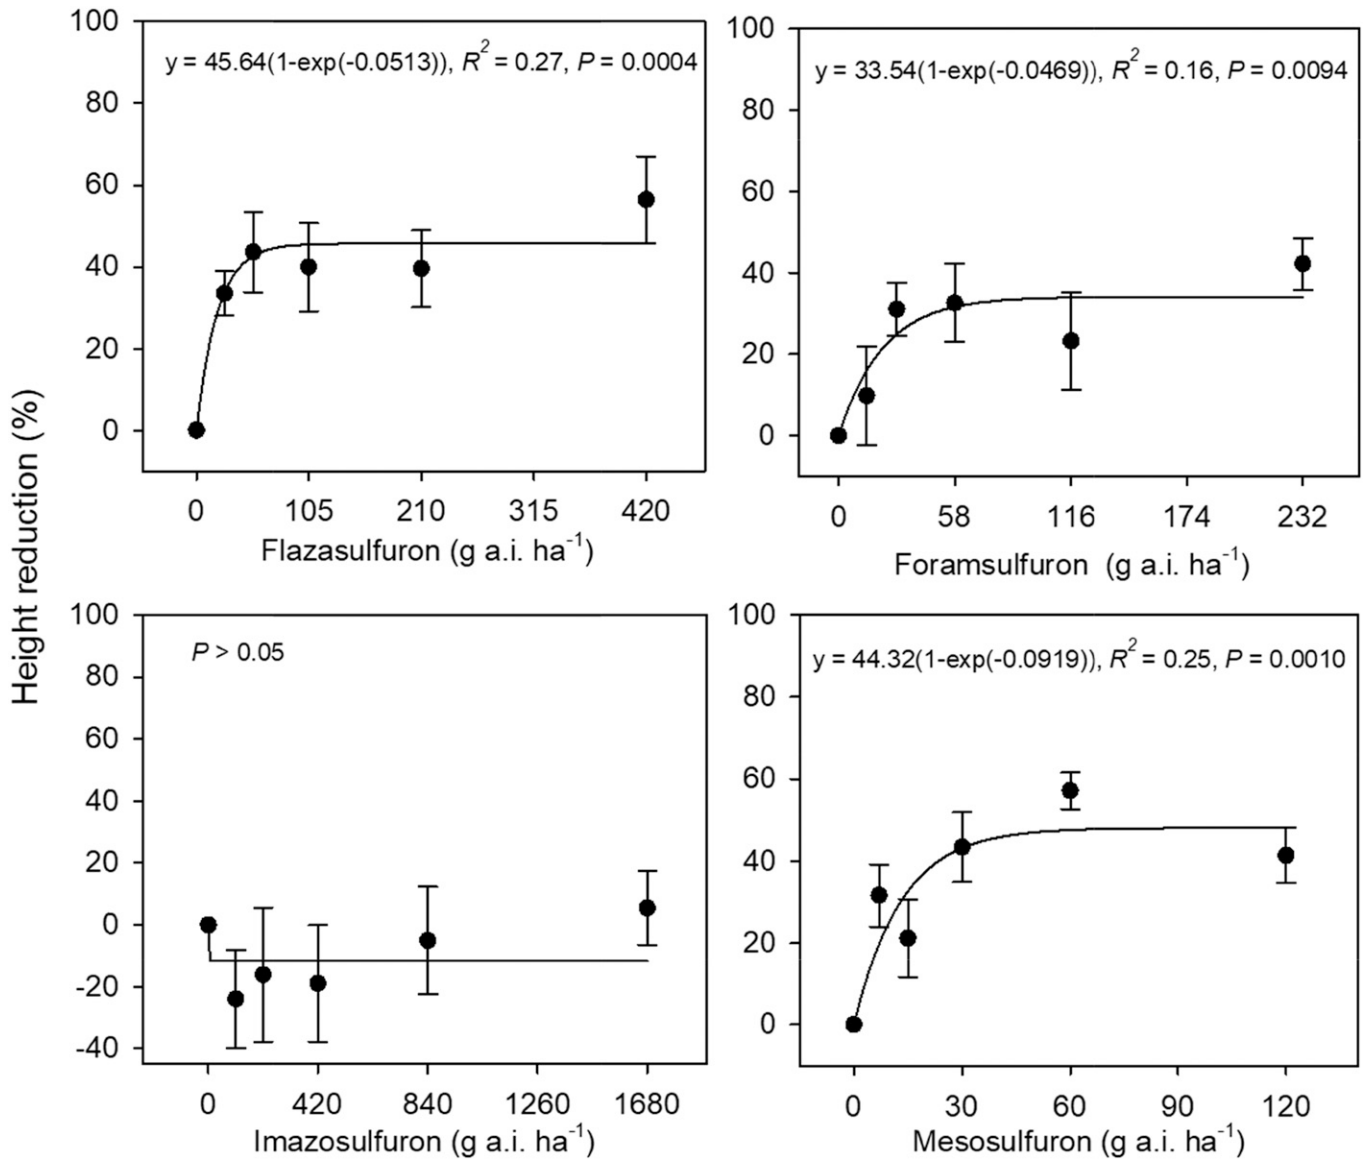 Height reduction (%)
y = 45.64(1-exp(-0.0513)), R² = 0.27, P = 0.0004
100
80
60
40
20
0
0 105 210 315 420
Flazasulfuron (g a.i. ha⁻¹)
y = 33.54(1-exp(-0.0469)), R² = 0.16, P = 0.0094
100
80
60
40
20
0
0 58 116 174 232
Foramsulfuron (g a.i. ha⁻¹)
P > 0.05
100
80
60
40
20
0
-20
-40
0 420 840 1260 1680
Imazosulfuron (g a.i. ha⁻¹)
y = 44.32(1-exp(-0.0919)), R² = 0.25, P = 0.0010
100
80
60
40
20
0
0 30 60 90 120
Mesosulfuron (g a.i. ha⁻¹)